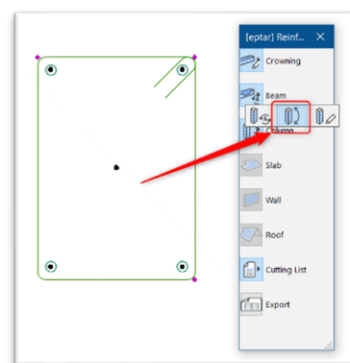 [eptar] Reinf...
Crowning
Beam
Column
Slab
Wall
Roof
Cutting List
Export